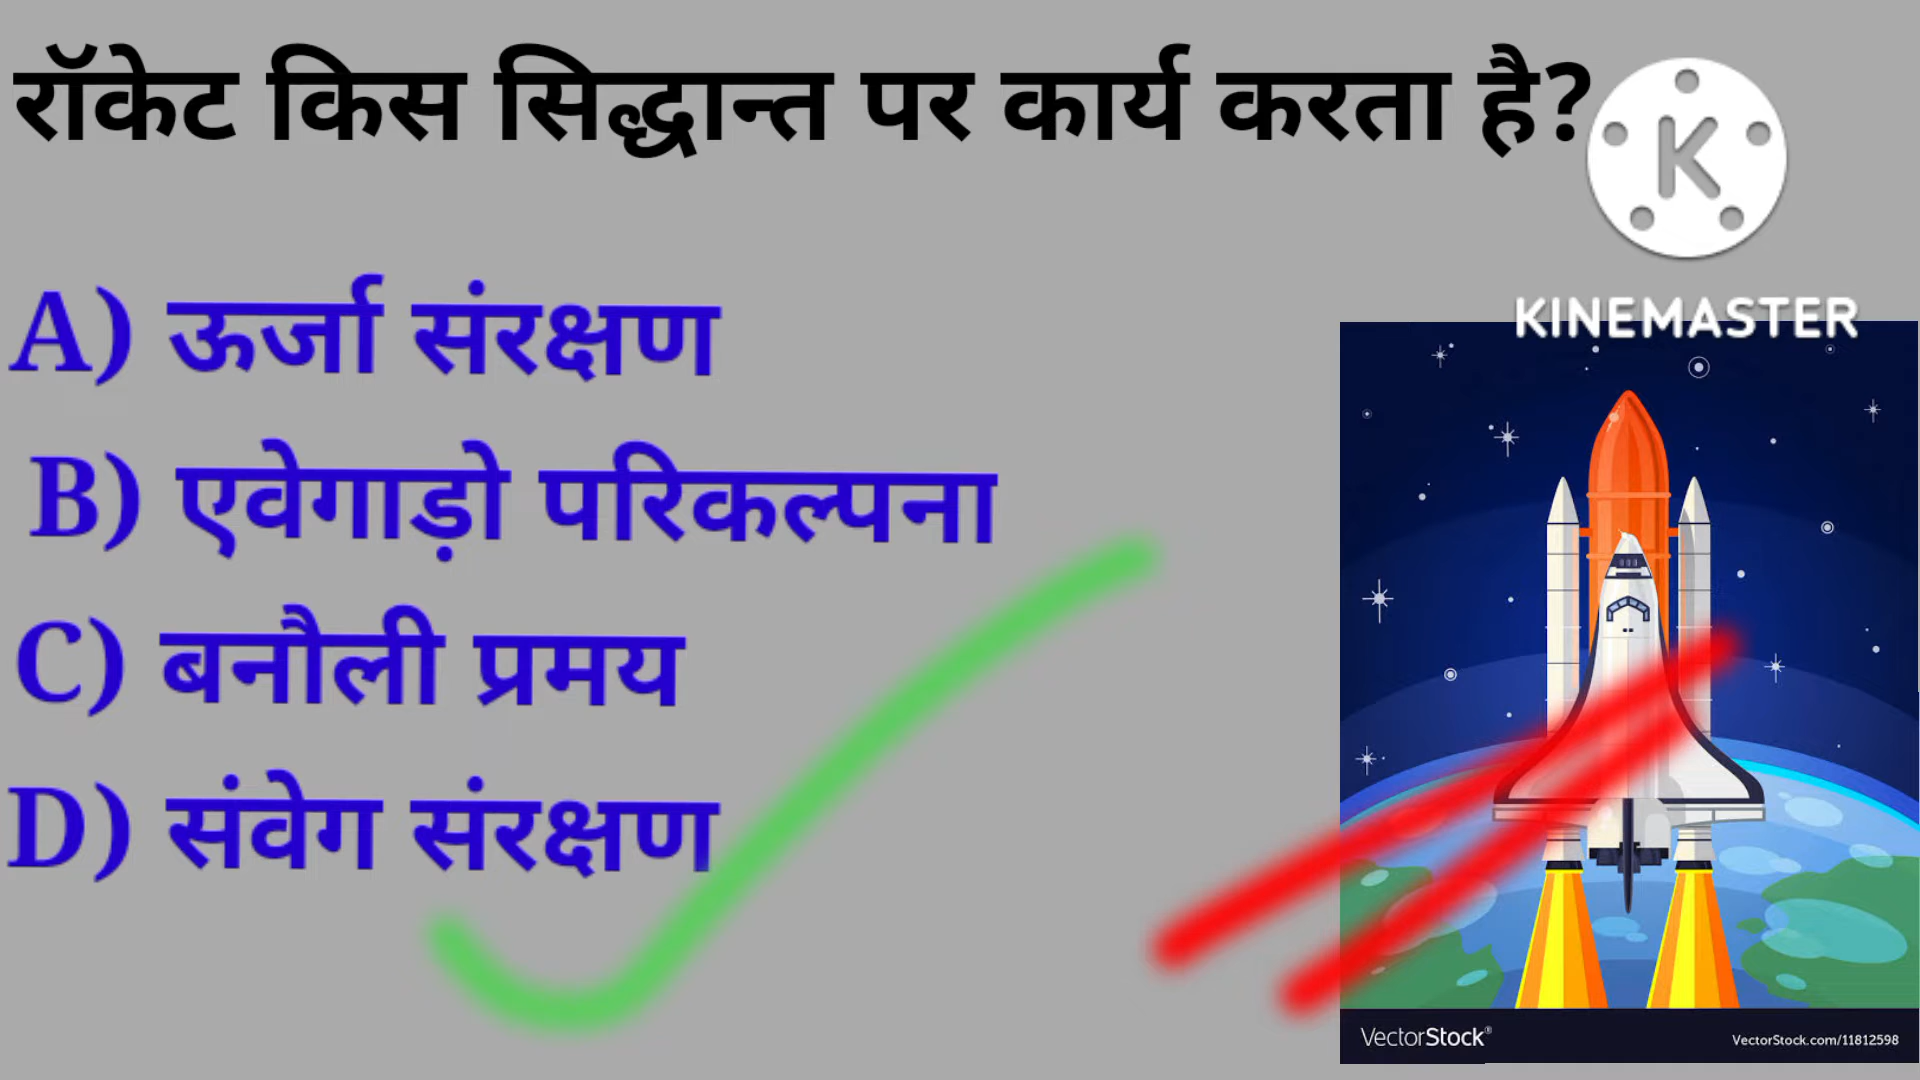 रॉकेट किस सिद्धान्त पर कार्य करता है?
K
KINEMASTER
A) ऊर्जा संरक्षण
B) एवेगाड़ो परिकल्पना
C) बनौली प्रमय
D) संवेग संरक्षण
VectorStock®
VectorStock.com/11812598